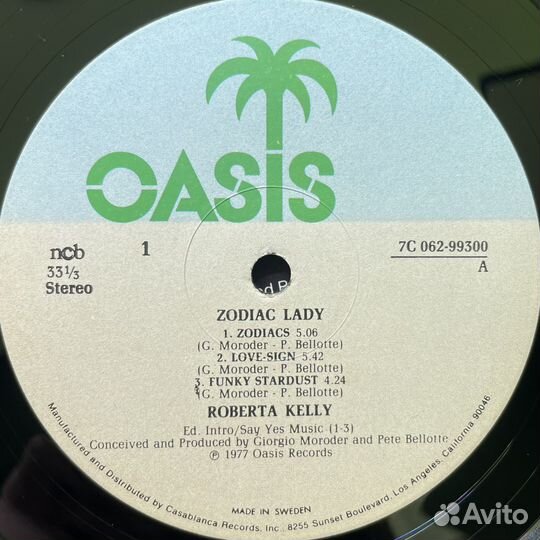 OASIS
ncb
1
33⅓
Stereo
7C 062-99300
A
ZODIAC LADY
1. ZODIACS 5.06
(G. Moroder - P. Bellotte)
2. LOVE-SIGN 5.42
(G. Moroder - P. Bellotte)
3. FUNKY STARDUST 4.24
(G. Moroder - P. Bellotte)
ROBERTA KELLY
Ed. Intro/Say Yes Music (1-3)
Conceived and Produced by Giorgio Moroder and Pete Bellotte
℗ 1977 Oasis Records
Manufactured and Distributed by Casablanca Records, Inc., 8255 Sunset Boulevard, Los Angeles, California 90046
MADE IN SWEDEN
Avito